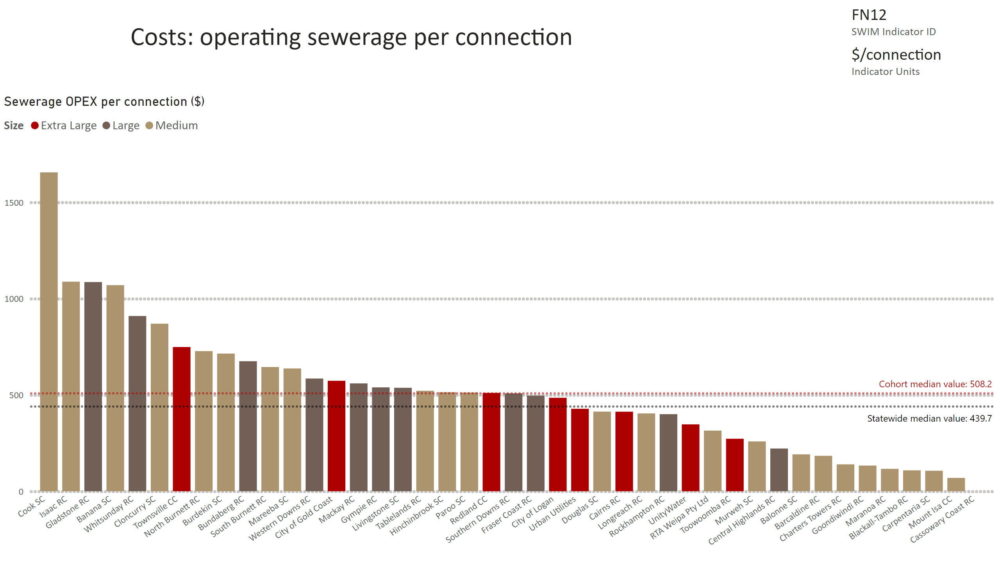 FN12
SWIM Indicator ID
Costs: operating sewerage per connection
$/connection
Indicator Units
Sewerage OPEX per connection ($)
Size Extra Large Large Medium
1500
1000
500
0
Cohort median value: 508.2
Statewide median value: 439.7
Cook SC
Isaac RC
Gladstone RC
Banana SC
Whitsunday RC
Cloncurry SC
Townsville CC
North Burnett RC
Burdekin SC
Bundaberg RC
South Burnett RC
Mareeba SC
Western Downs RC
City of Gold Coast
Mackay RC
Gympie RC
Livingstone SC
Tablelands RC
Hinchinbrook SC
Paroo SC
Redland CC
Southern Downs RC
Fraser Coast RC
City of Logan
Urban Utilities
Douglas SC
Cairns RC
Longreach RC
Rockhampton RC
UnityWater
RTA Weipa Pty Ltd
Toowoomba RC
Murweh SC
Central Highlands RC
Balonne SC
Barcaldine RC
Charters Towers RC
Goondiwindi RC
Maranoa RC
Blackall-Tambo RC
Carpentaria SC
Mount Isa CC
Cassowary Coast RC